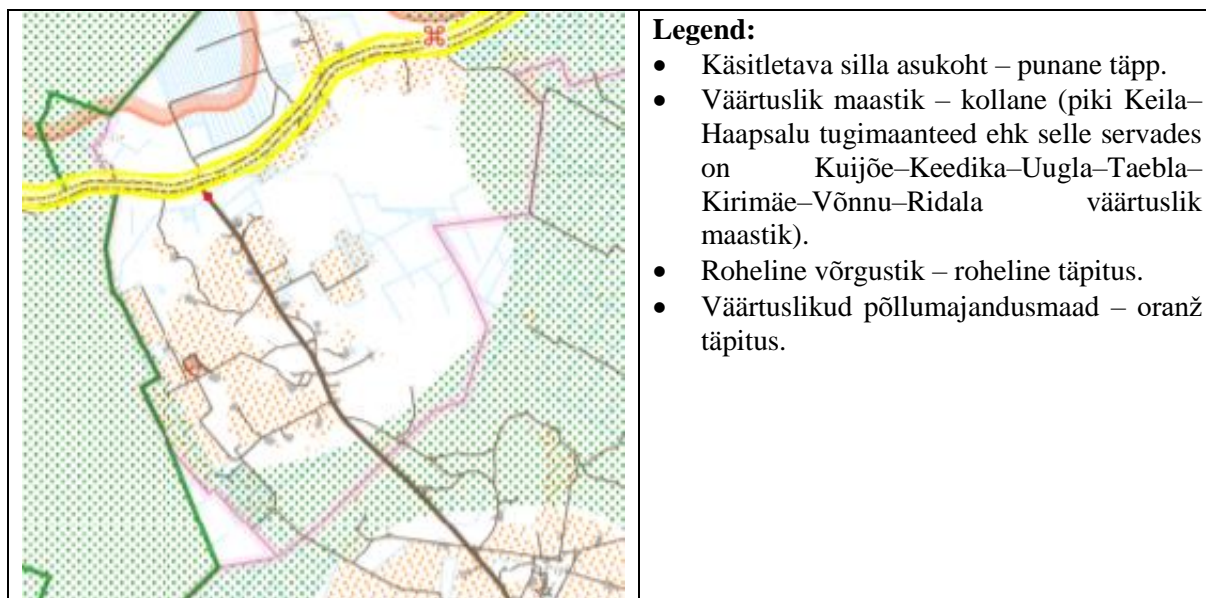 Legend:
• Käsitletava silla asukoht – punane täpp.
• Väärtuslik maastik – kollane (piki Keila–
Haapsalu tugimaanteed ehk selle servades
on Kuijõe–Keedika–Uugla–Taebla–
Kirimäe–Võnnu–Ridala väärtuslik
maastik).
• Roheline võrgustik – roheline täpitus.
• Väärtuslikud põllumajandusmaad – oranž
täpitus.